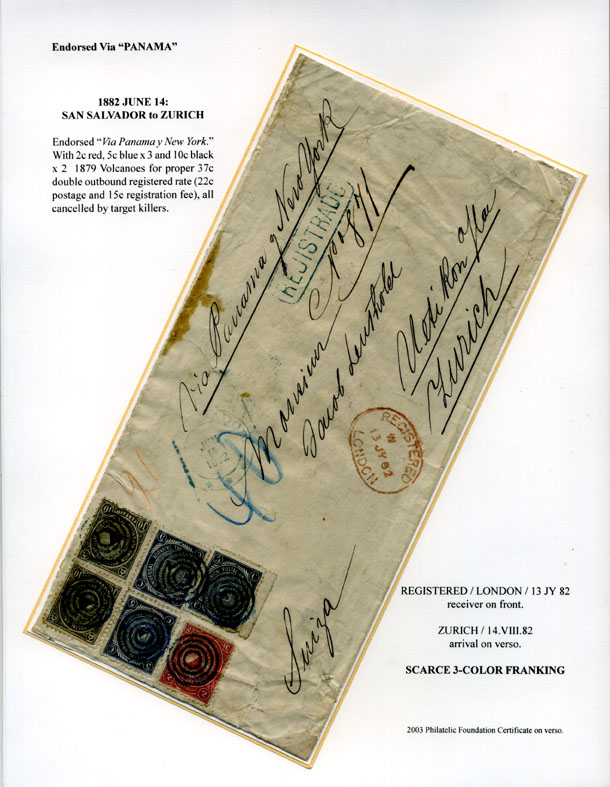 Endorsed Via “PANAMA”
1882 JUNE 14:
SAN SALVADOR to ZURICH
Endorsed “Via Panama y New York.”
With 2c red, 5c blue x 3 and 10c black
x 2 1879 Volcanoes for proper 37c
double outbound registered rate (22c
postage and 15c registration fee), all
cancelled by target killers.
Via Panama y New York
REJISTRADO
Monsieur
Jacob
Zurich
Suiza
REGISTERED
13 JY 82
LONDON
REGISTERED / LONDON / 13 JY 82
receiver on front.
ZURICH / 14.VIII.82
arrival on verso.
SCARCE 3-COLOR FRANKING
2003 Philatelic Foundation Certificate on verso.